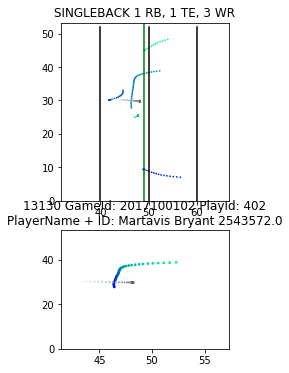 SINGLEBACK 1 RB, 1 TE, 3 WR
50
40
30
20
10
0
40 50 60
13130 GameId: 2017100102 PlayId: 402
PlayerName + ID: Martavis Bryant 2543572.0
40
20
0
45 50 55